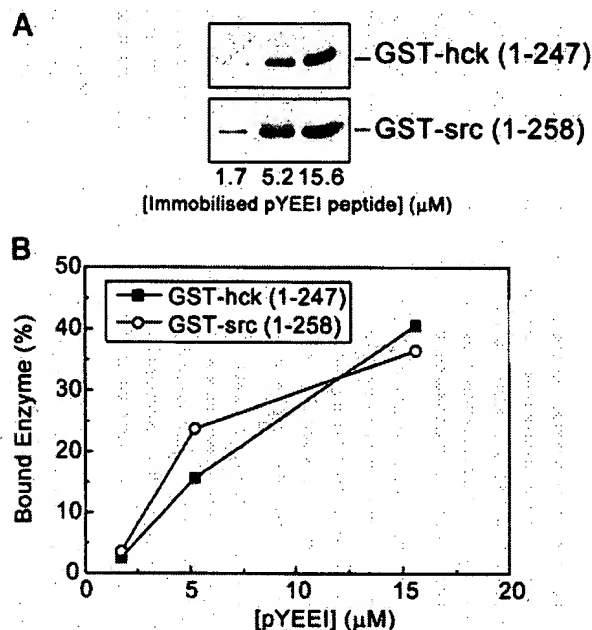 A
GST-hck (1-247)
GST-src (1-258)
1.7 5.2 15.6
[Immobilised pYEEI peptide] (μM)
B
50
40
30
20
10
0
Bound Enzyme (%)
GST-hck (1-247)
GST-src (1-258)
0 5 10 15 20
[pYEEI] (μM)